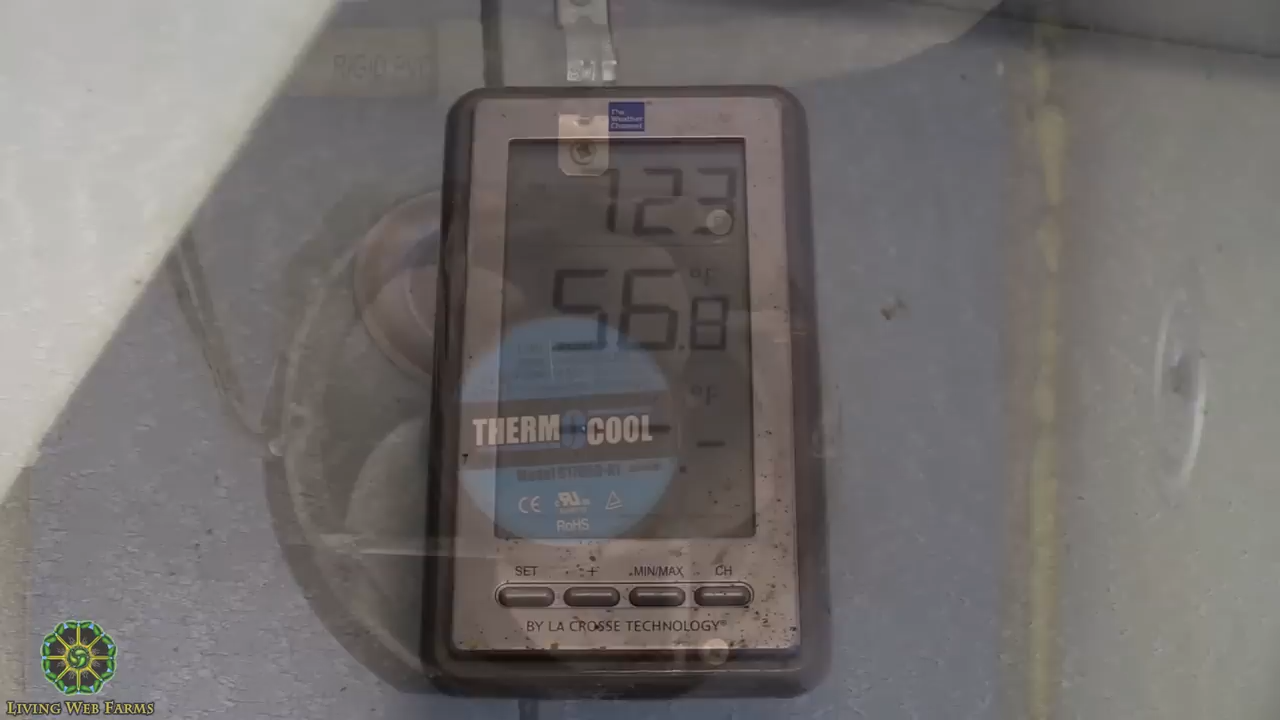 The
Weather
Channel
123
°F
56.8
°F
THERM COOL
CE
RoHS
SET + MIN/MAX CH
BY LA CROSSE TECHNOLOGY
LIVING WEB FARMS